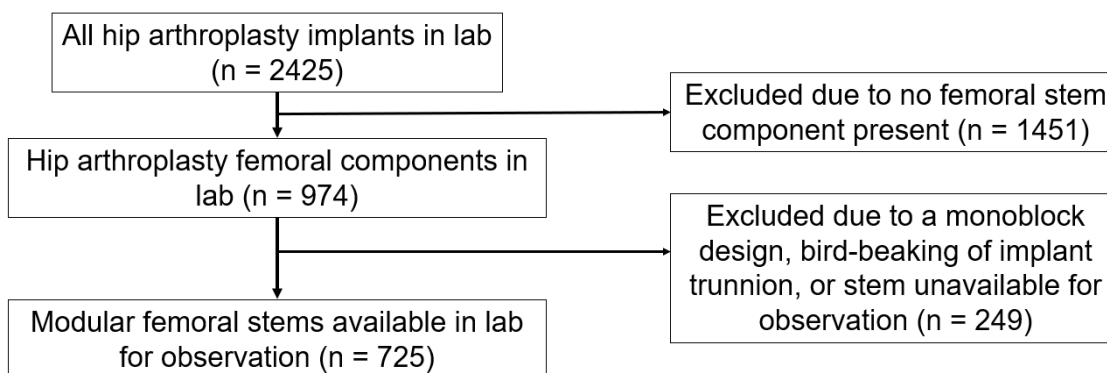 All hip arthroplasty implants in lab
(n = 2425)
Excluded due to no femoral stem
component present (n = 1451)
Hip arthroplasty femoral components in
lab (n = 974)
Excluded due to a monoblock
design, bird-beaking of implant
trunnion, or stem unavailable for
observation (n = 249)
Modular femoral stems available in lab
for observation (n = 725)